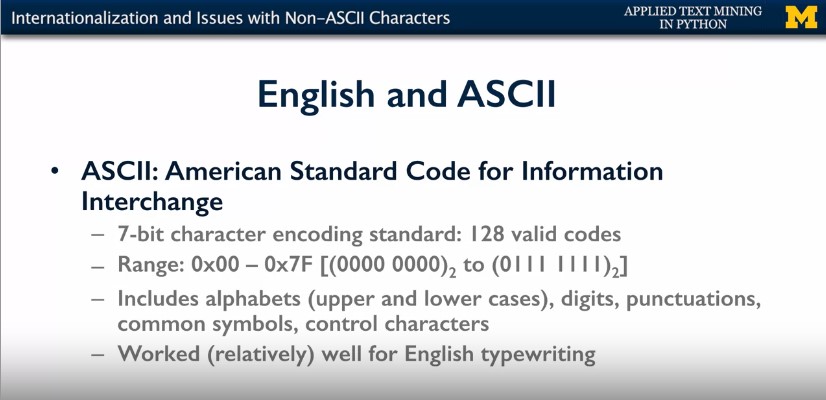 Internationalization and Issues with Non-ASCII Characters
APPLIED TEXT MINING
IN PYTHON
M
English and ASCII
• ASCII: American Standard Code for Information
Interchange
– 7-bit character encoding standard: 128 valid codes
– Range: 0x00 – 0x7F [(0000 0000)₂ to (0111 1111)₂]
– Includes alphabets (upper and lower cases), digits, punctuations,
common symbols, control characters
– Worked (relatively) well for English typewriting